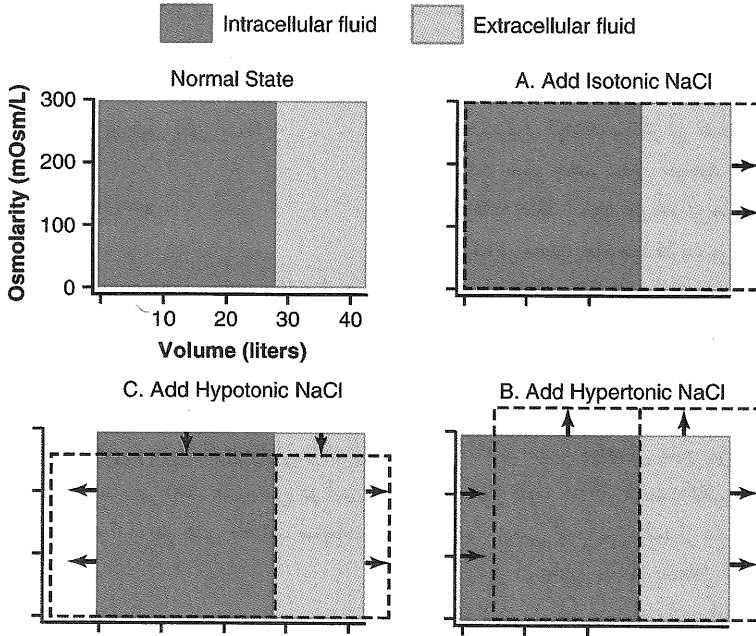 Intracellular fluid
Extracellular fluid
Normal State
A. Add Isotonic NaCl
Osmolarity (mOsm/L)
300
200
100
0
10 20 30 40
Volume (liters)
C. Add Hypotonic NaCl
B. Add Hypertonic NaCl